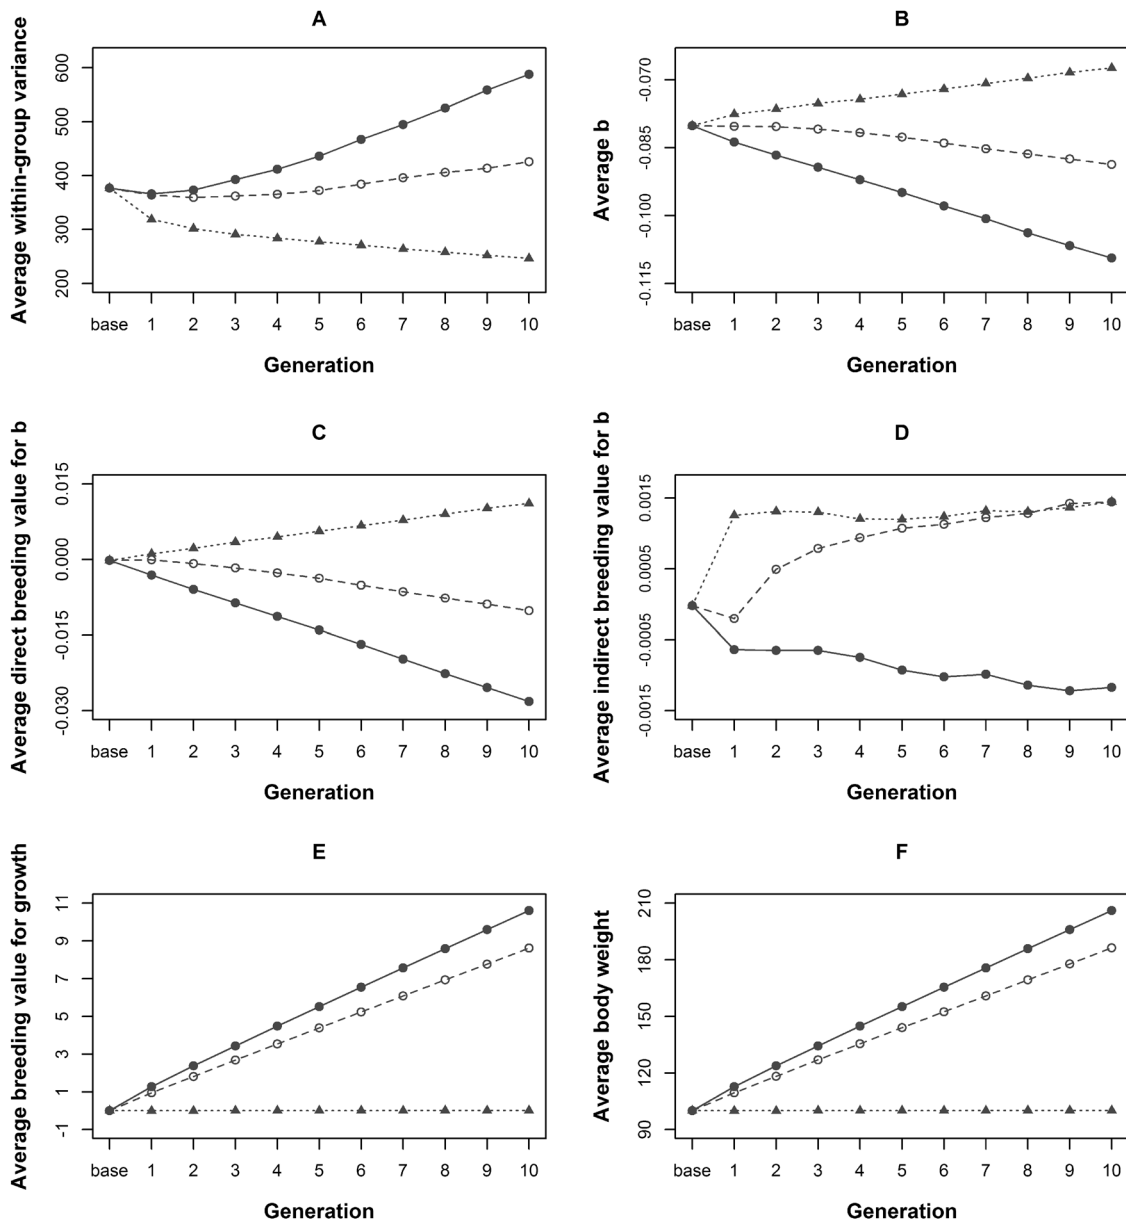 A
Average within-group variance
600
500
400
300
200
base 1 2 3 4 5 6 7 8 9 10
Generation
B
Average b
-0.070
-0.085
-0.100
-0.115
base 1 2 3 4 5 6 7 8 9 10
Generation
C
Average direct breeding value for b
0.015
0.000
-0.015
-0.030
base 1 2 3 4 5 6 7 8 9 10
Generation
D
Average indirect breeding value for b
0.0015
0.0005
-0.0005
-0.0015
base 1 2 3 4 5 6 7 8 9 10
Generation
E
Average breeding value for growth
11
9
7
5
3
1
-1
base 1 2 3 4 5 6 7 8 9 10
Generation
F
Average body weight
210
180
150
120
90
base 1 2 3 4 5 6 7 8 9 10
Generation